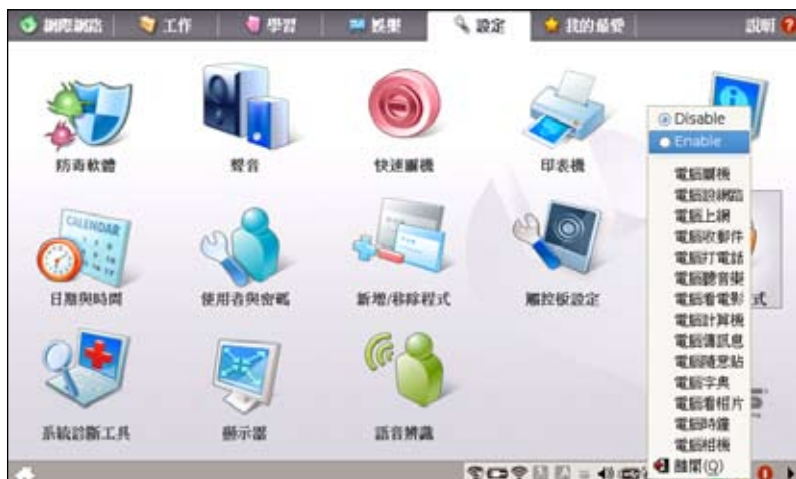 網際網路 工作 學習 娛樂 設定 我的最愛 說明 ?
防毒軟體 聲音 快速關機 印表機
CALENDAR
日期與時間 使用者與密碼 新增/移除程式 觸控板設定 式
系統診斷工具 顯示器 語音辨識
Disable
Enable
電腦關機
電腦設網路
電腦上網
電腦收郵件
電腦打電話
電腦聽音樂
電腦看電影
電腦計算機
電腦傳訊息
電腦隨意貼
電腦字典
電腦看相片
電腦時鐘
電腦相機
離開(Q)